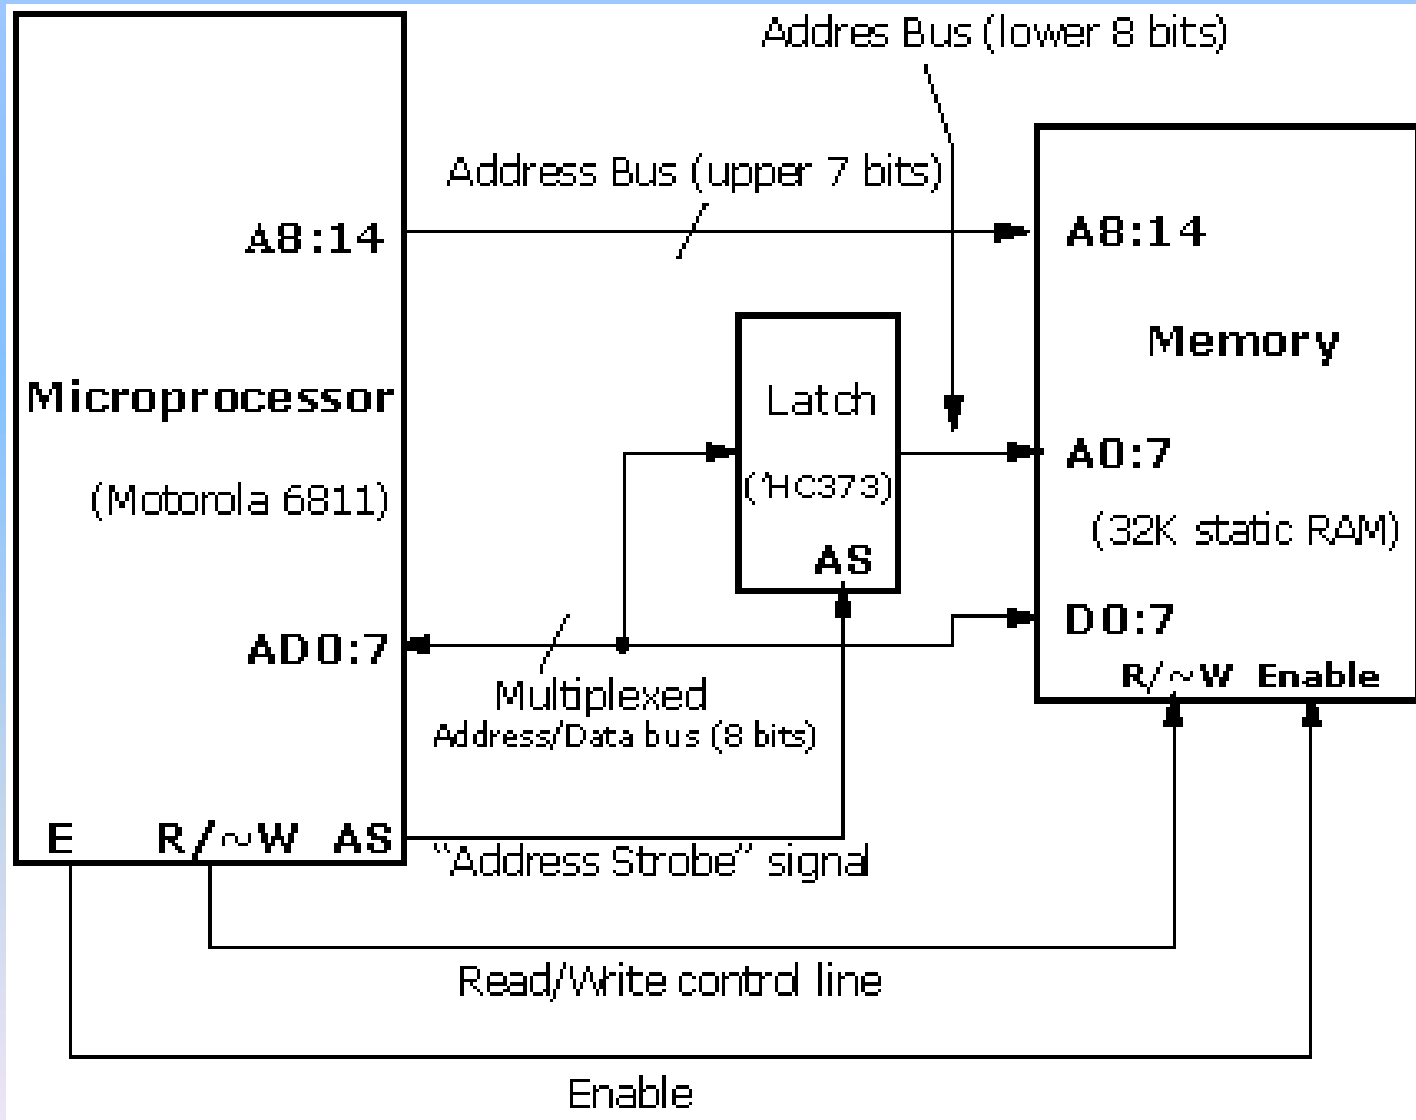 Addres Bus (lower 8 bits)
Address Bus (upper 7 bits)
A8:14
A8:14
Memory
Microprocessor
Latch
(Motorola 6811)
('HC373)
A0:7
(32K static RAM)
AS
D0:7
AD0:7
R/~W Enable
Multiplexed
Address/Data bus (8 bits)
E R/~W AS
"Address Strobe" signal
Read/Write control line
Enable